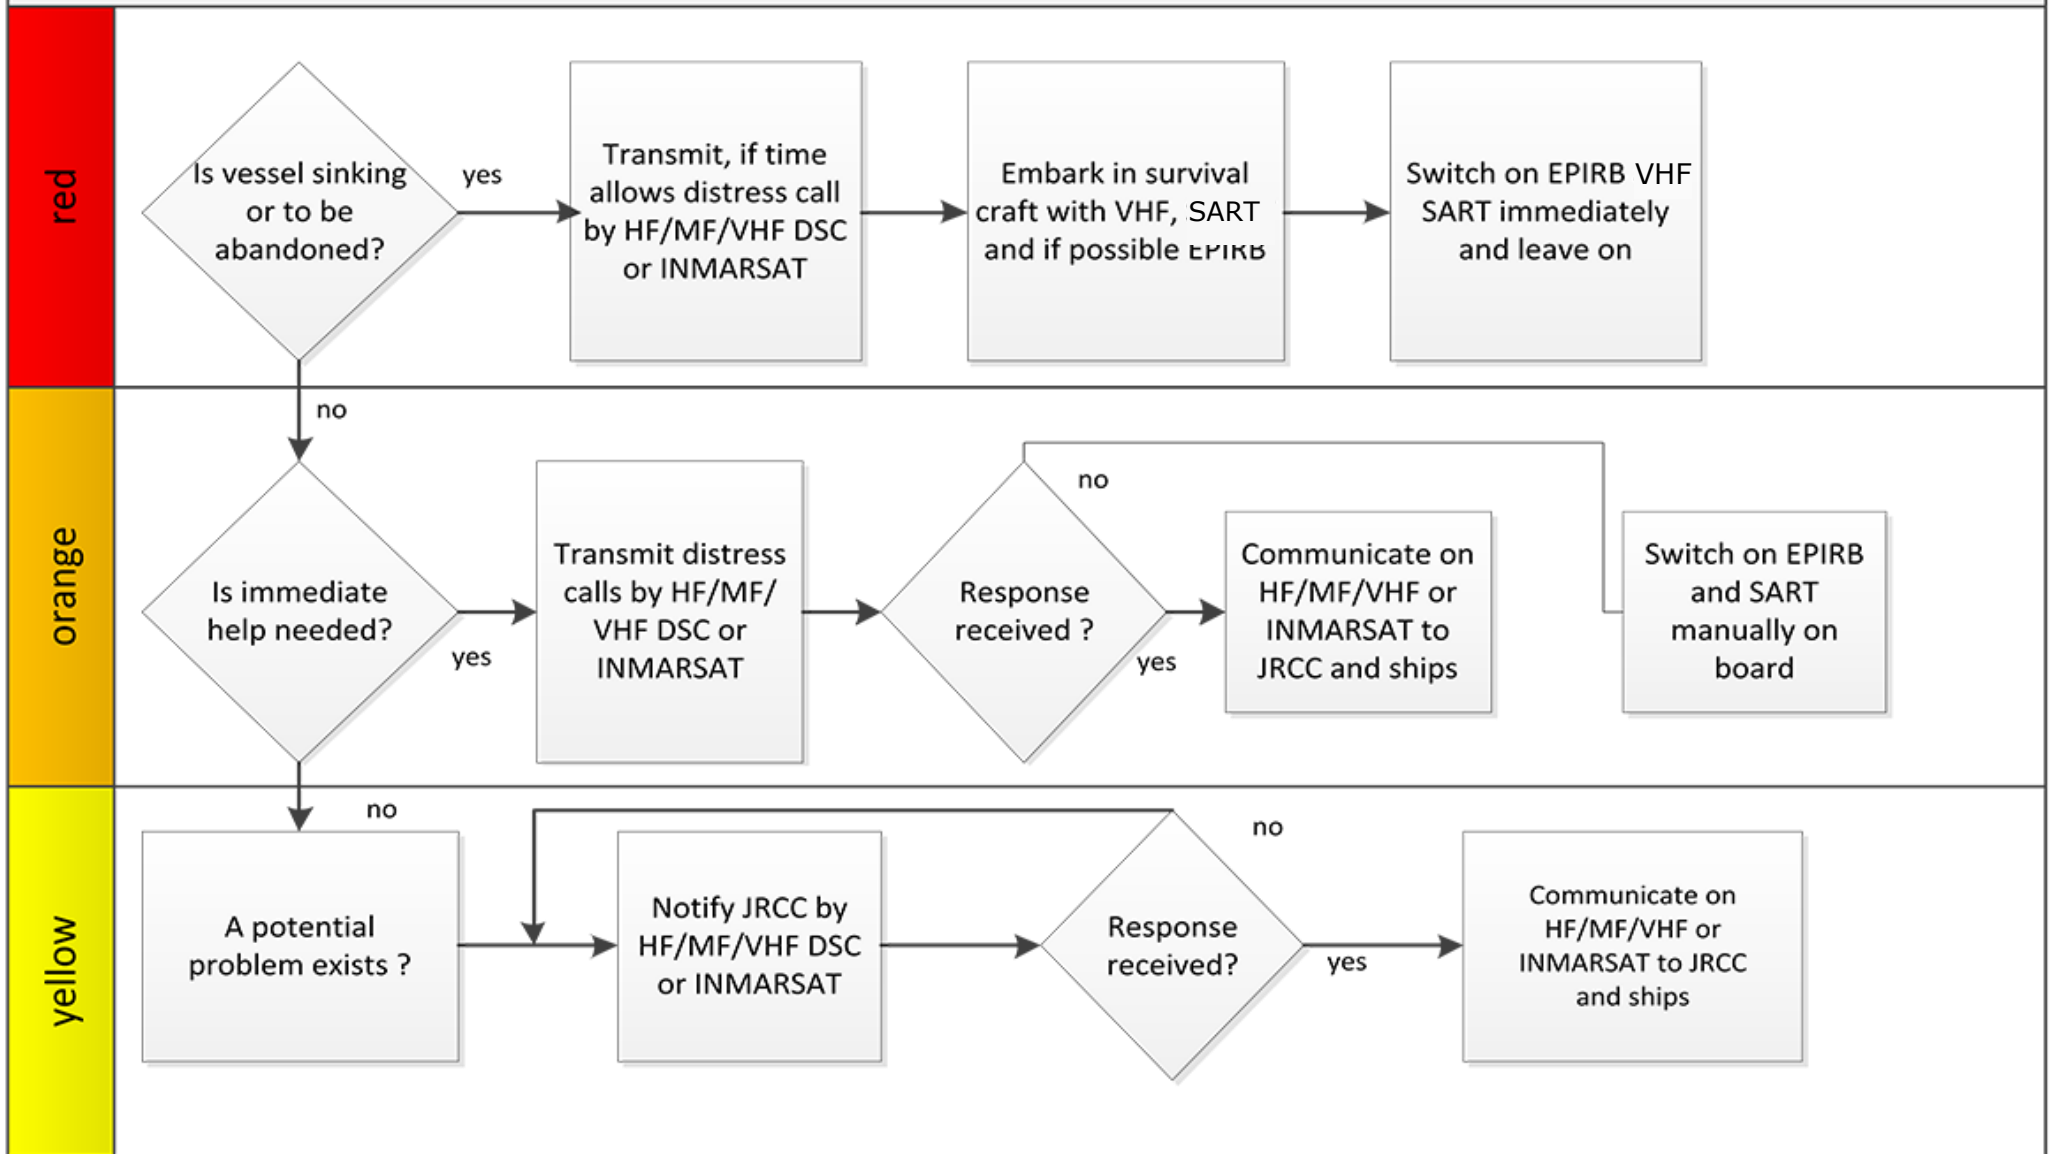 red
Is vessel sinking
or to be
abandoned?
yes
Transmit, if time
allows distress call
by HF/MF/VHF DSC
or INMARSAT
Embark in survival
craft with VHF, SART
and if possible EPIRB
Switch on EPIRB VHF
SART immediately
and leave on
no
orange
Is immediate
help needed?
yes
Transmit distress
calls by HF/MF/
VHF DSC or
INMARSAT
Response
received ?
no
yes
Communicate on
HF/MF/VHF or
INMARSAT to
JRCC and ships
Switch on EPIRB
and SART
manually on
board
no
yellow
A potential
problem exists ?
Notify JRCC by
HF/MF/VHF DSC
or INMARSAT
Response
received?
no
yes
Communicate on
HF/MF/VHF or
INMARSAT to JRCC
and ships